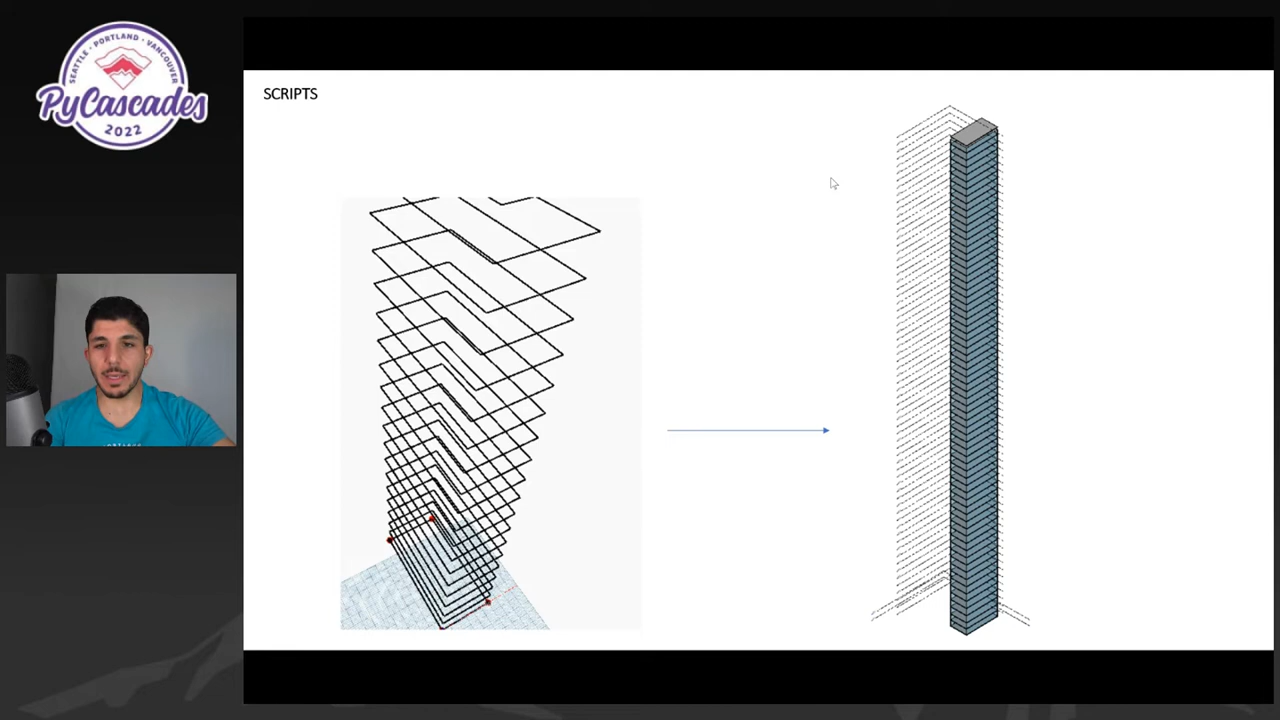 SEATTLE · PORTLAND · VANCOUVER
PyCascades
2022
SCRIPTS